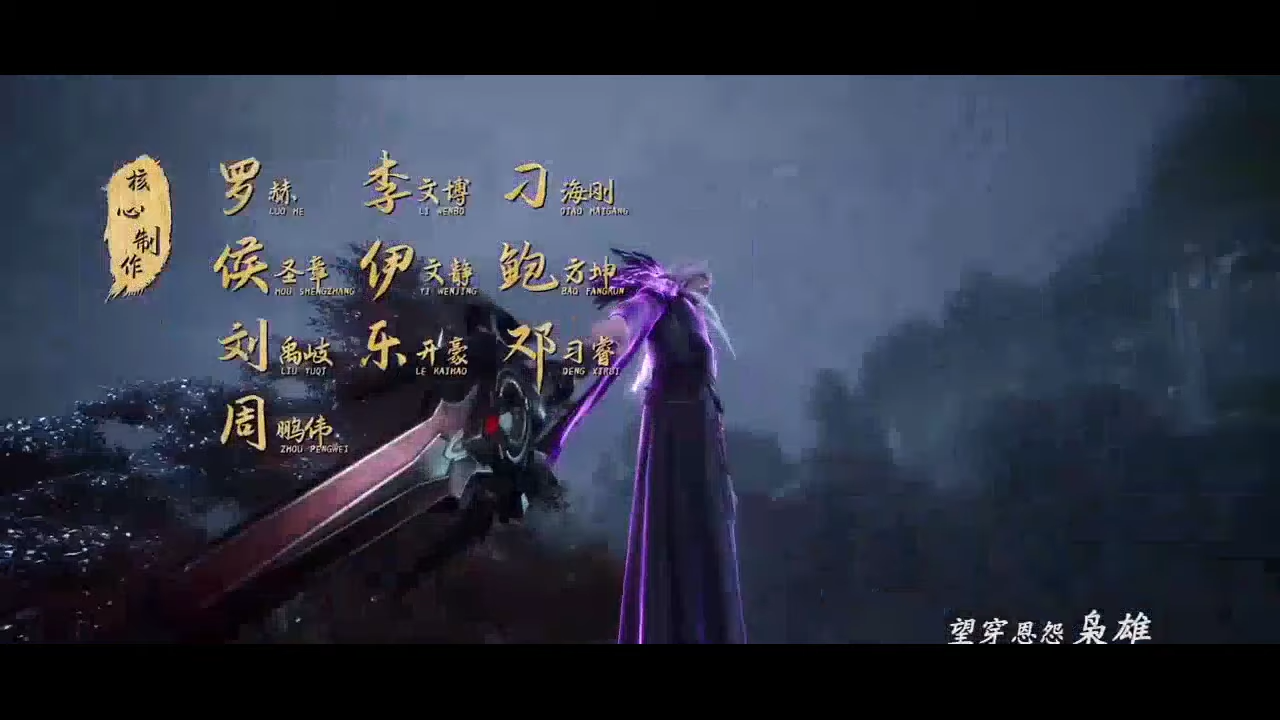 核心制作
罗赫 李文博 刁海刚
LUO HE LI WENBO DIAO HAIGANG
侯圣章 伊文静 鲍方坤
HOU SHENGZHANG YI WENJING BAO FANGKUN
刘禹岐 乐开豪 邓习睿
LIU YUQI LE KAIHAO DENG XIRUI
周鹏伟
ZHOU PENGWEI
望穿恩怨 枭雄